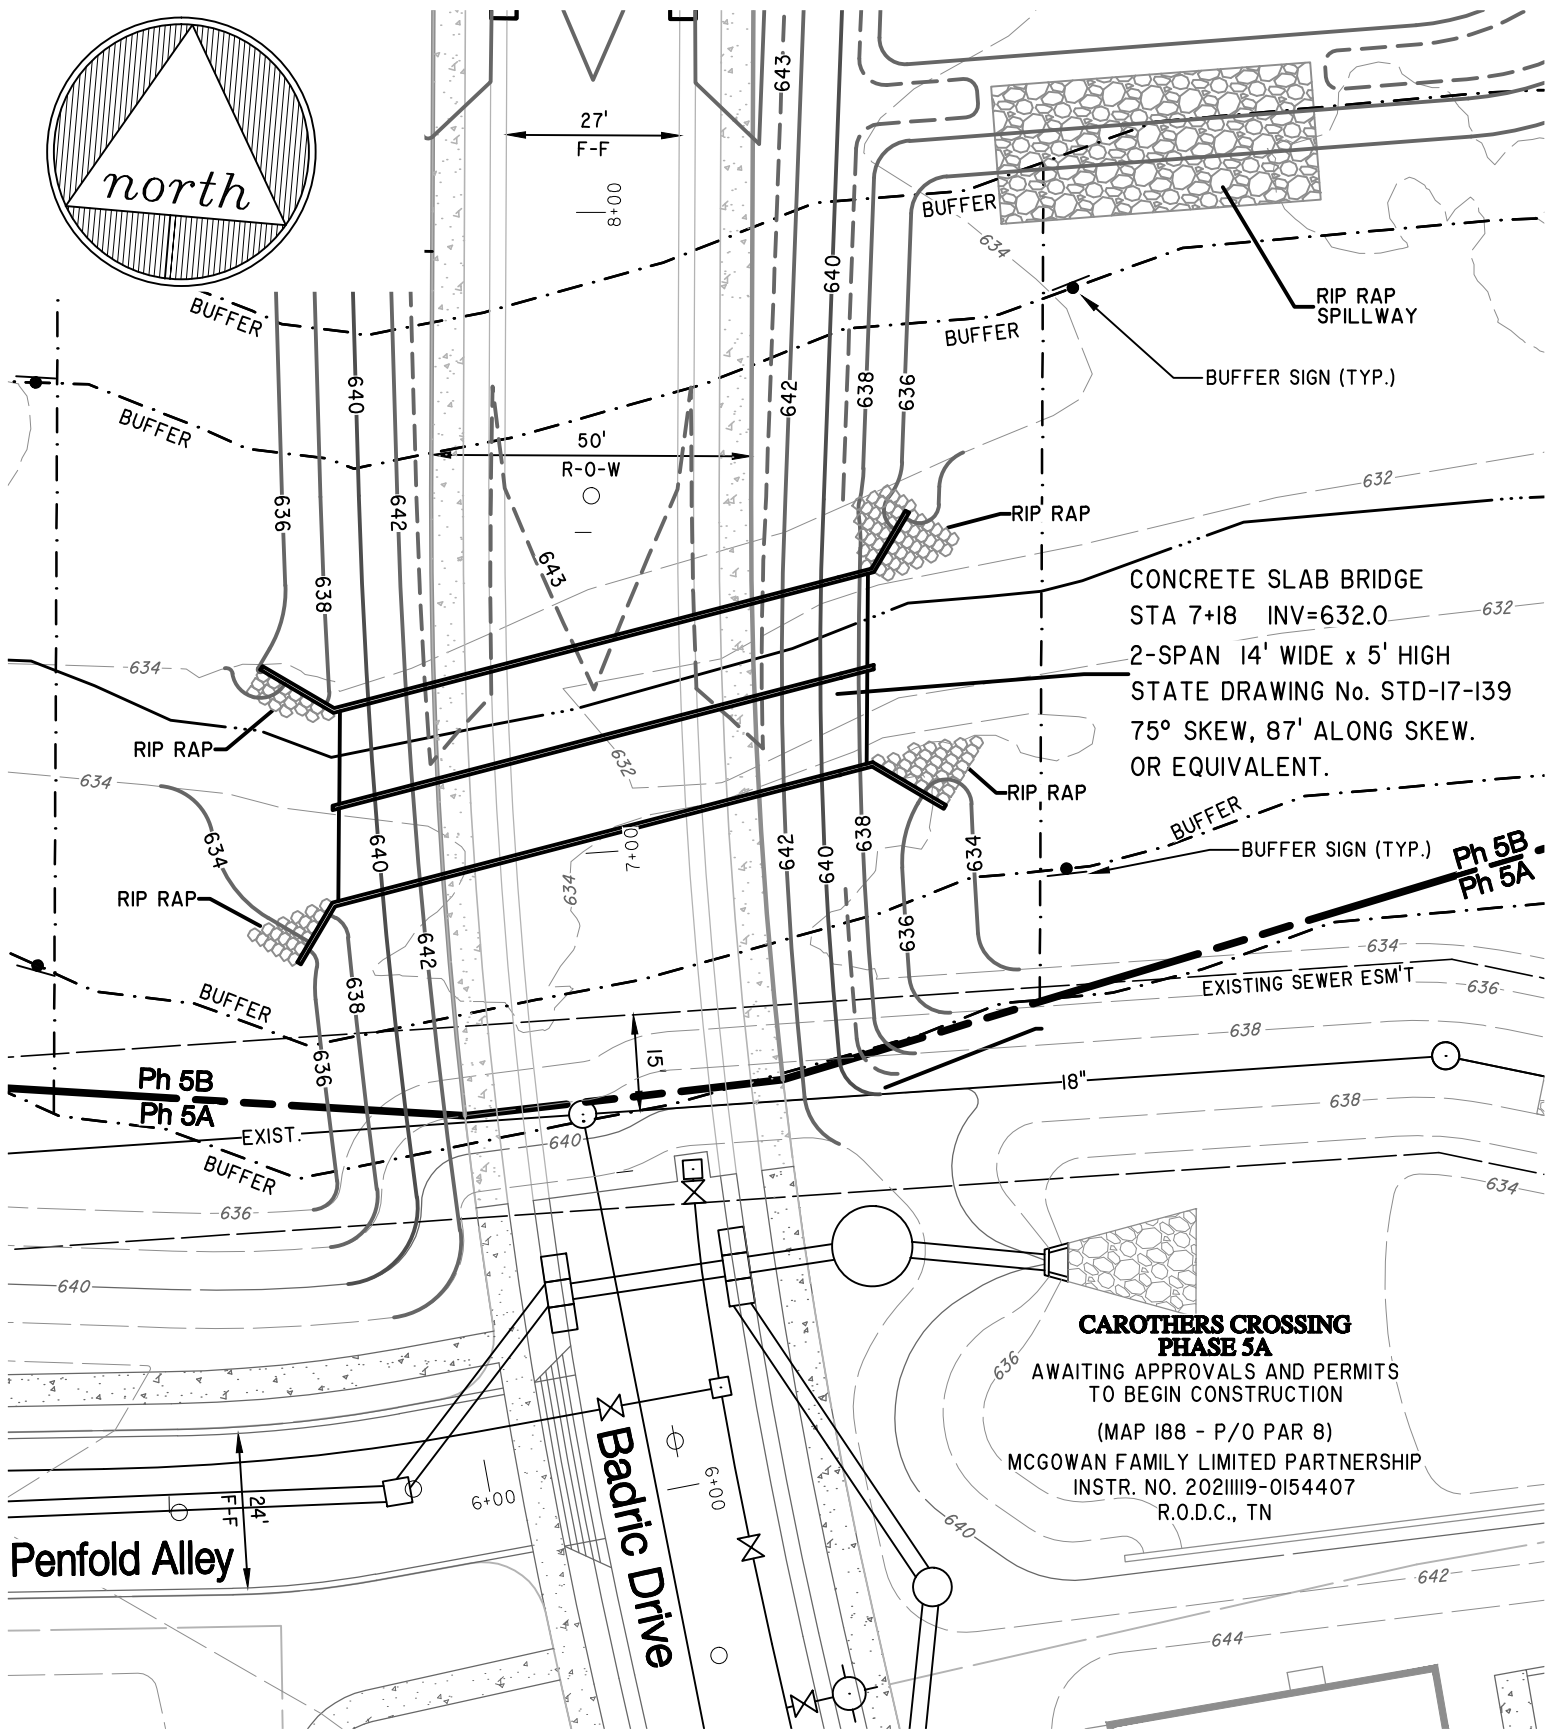 north
27'
F-F
8+00
643
640
642
638
636
BUFFER
634
RIP RAP
SPILLWAY
BUFFER
BUFFER
BUFFER SIGN (TYP.)
BUFFER
640
636
642
638
50'
R-O-W
643
632
RIP RAP
CONCRETE SLAB BRIDGE
STA 7+18 INV=632.0
632
2-SPAN 14' WIDE x 5' HIGH
STATE DRAWING No. STD-17-139
75° SKEW, 87' ALONG SKEW.
OR EQUIVALENT.
634
RIP RAP
632
634
RIP RAP
BUFFER
BUFFER SIGN (TYP.)
Ph 5B
Ph 5A
634
640
7+00
642
640
638
634
RIP RAP
634
636
642
634
EXISTING SEWER ESM'T
636
BUFFER
638
636
15'
638
18"
Ph 5B
Ph 5A
638
EXIST.
640
BUFFER
634
636
640
CAROTHERS CROSSING
PHASE 5A
AWAITING APPROVALS AND PERMITS
TO BEGIN CONSTRUCTION
(MAP 188 - P/O PAR 8)
MCGOWAN FAMILY LIMITED PARTNERSHIP
INSTR. NO. 20211119-0154407
R.O.D.C., TN
636
24'
F-F
6+00
6+00
640
Badric Drive
Penfold Alley
642
644